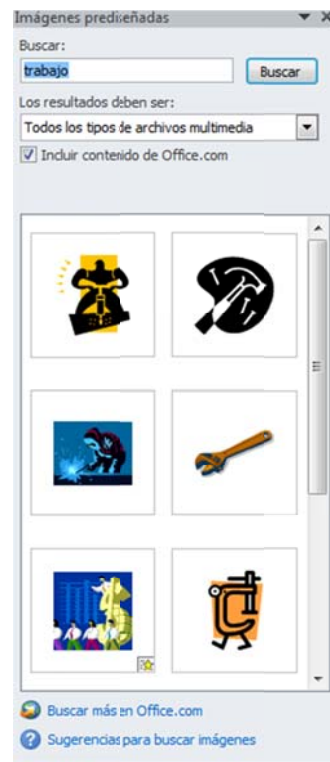 Imágenes prediseñadas
Buscar:
trabajo
Buscar
Los resultados deben ser:
Todos los tipos de archivos multimedia
Incluir contenido de Office.com
Buscar más en Office.com
Sugerencias para buscar imágenes